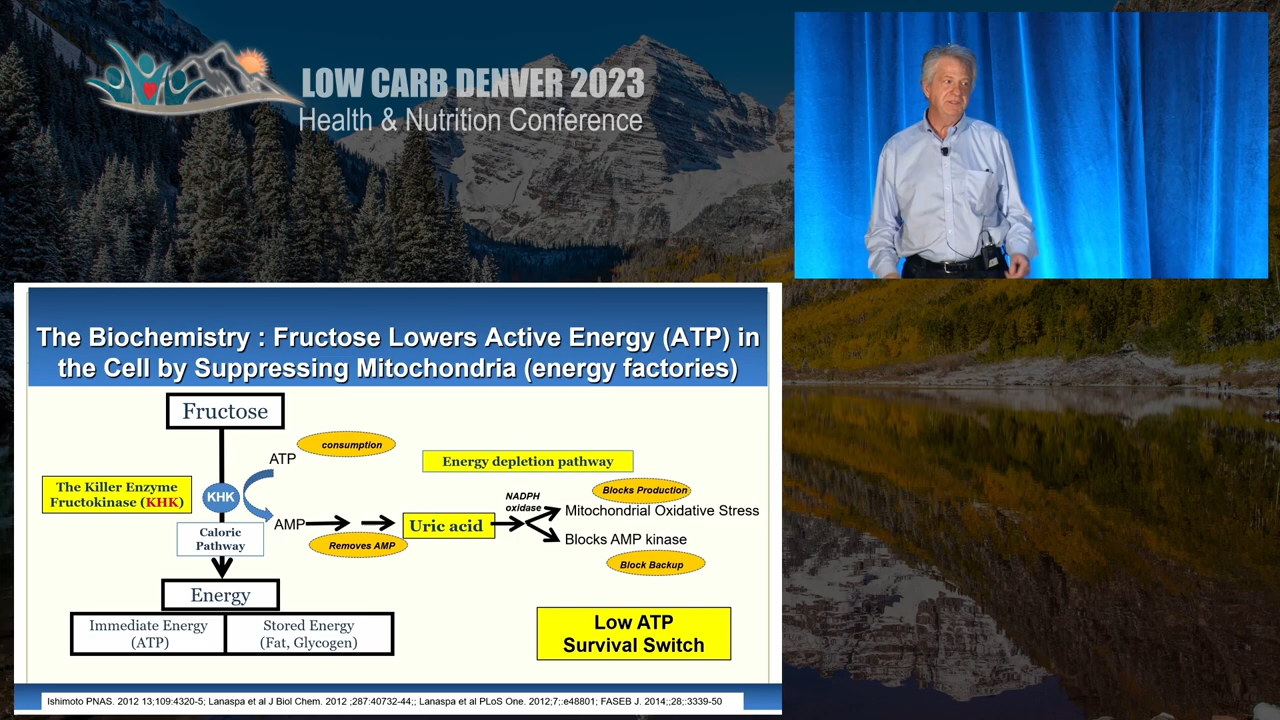 LOW CARB DENVER 2023
Health & Nutrition Conference
The Biochemistry : Fructose Lowers Active Energy (ATP) in
the Cell by Suppressing Mitochondria (energy factories)
Fructose
consumption
ATP
Energy depletion pathway
The Killer Enzyme
Fructokinase (KHK)
KHK
Blocks Production
NADPH
oxidase
Mitochondrial Oxidative Stress
AMP
Uric acid
Caloric
Pathway
Removes AMP
Blocks AMP kinase
Block Backup
Energy
Immediate Energy
(ATP)
Stored Energy
(Fat, Glycogen)
Low ATP
Survival Switch
Ishimoto PNAS. 2012 13;109:4320-5; Lanaspa et al J Biol Chem. 2012 ;287:40732-44;; Lanaspa et al PLoS One. 2012;7;:e48801; FASEB J. 2014;;28;:3339-50